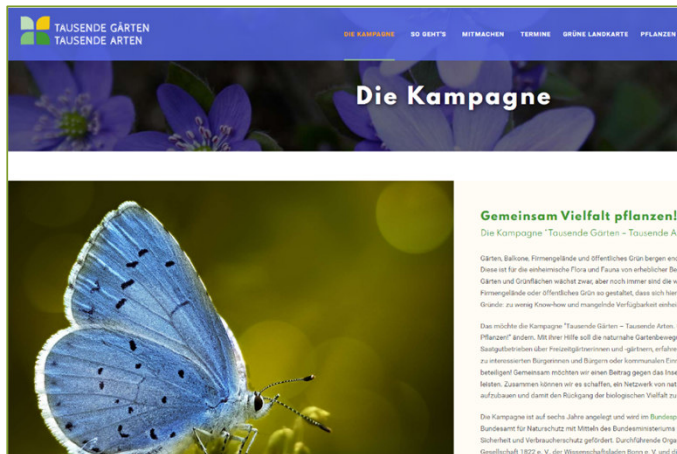 TAUSENDE GÄRTEN
TAUSENDE ARTEN
DIE KAMPAGNE SO GEHT'S MITMACHEN TERMINE GRÜNE LANDKARTE PFLANZEN
Die Kampagne
Gemeinsam Vielfalt pflanzen!
Die Kampagne "Tausende Gärten – Tausende A
Gärten, Balkone, Firmengelände und öffentliches Grün bergen
Diese ist für die einheimische Flora und Fauna von erheblicher Be
Gärten und Grünflächen wächst zwar, aber noch immer sind die w
Firmengelände oder öffentliches Grün so gestaltet, dass sich hier
Gründe: zu wenig Know-how und mangelnde Verfügbarkeit einhei
Das möchte die Kampagne "Tausende Gärten – Tausende Arten.
Pflanzen!" ändern. Mit ihrer Hilfe soll die naturnahe Gartenbeweg
Saatgutbetrieben über Freizeitgärtnerinnen und -gärtnern, erfahre
zu interessierten Bürgerinnen und Bürgern oder kommunalen Ein
beteiligen! Gemeinsam möchten wir einen Beitrag gegen das Inse
leisten. Zusammen können wir es schaffen, ein Netzwerk von nat
aufzubauen und damit den Rückgang der biologischen Vielfalt zu
Die Kampagne ist auf sechs Jahre angelegt und wird im Bundesp
Bundesamt für Naturschutz mit Mitteln des Bundesministeriums
Sicherheit und Verbraucherschutz gefördert. Durchführende Orga
Gesellschaft 1822 e. V. der Wissenschaftsladen Bonn e. V. und di